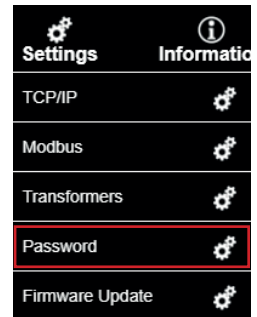 Settings Informatio
TCP/IP
Modbus
Transformers
Password
Firmware Update